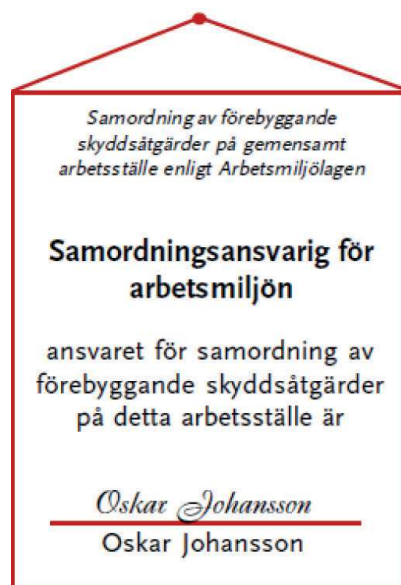 Samordning av förebyggande
skyddsåtgärder på gemensamt
arbetsställe enligt Arbetsmiljölagen
Samordningsansvarig för
arbetsmiljön
ansvaret för samordning av
förebyggande skyddsåtgärder
på detta arbetsställe är
Oskar Johansson
Oskar Johansson